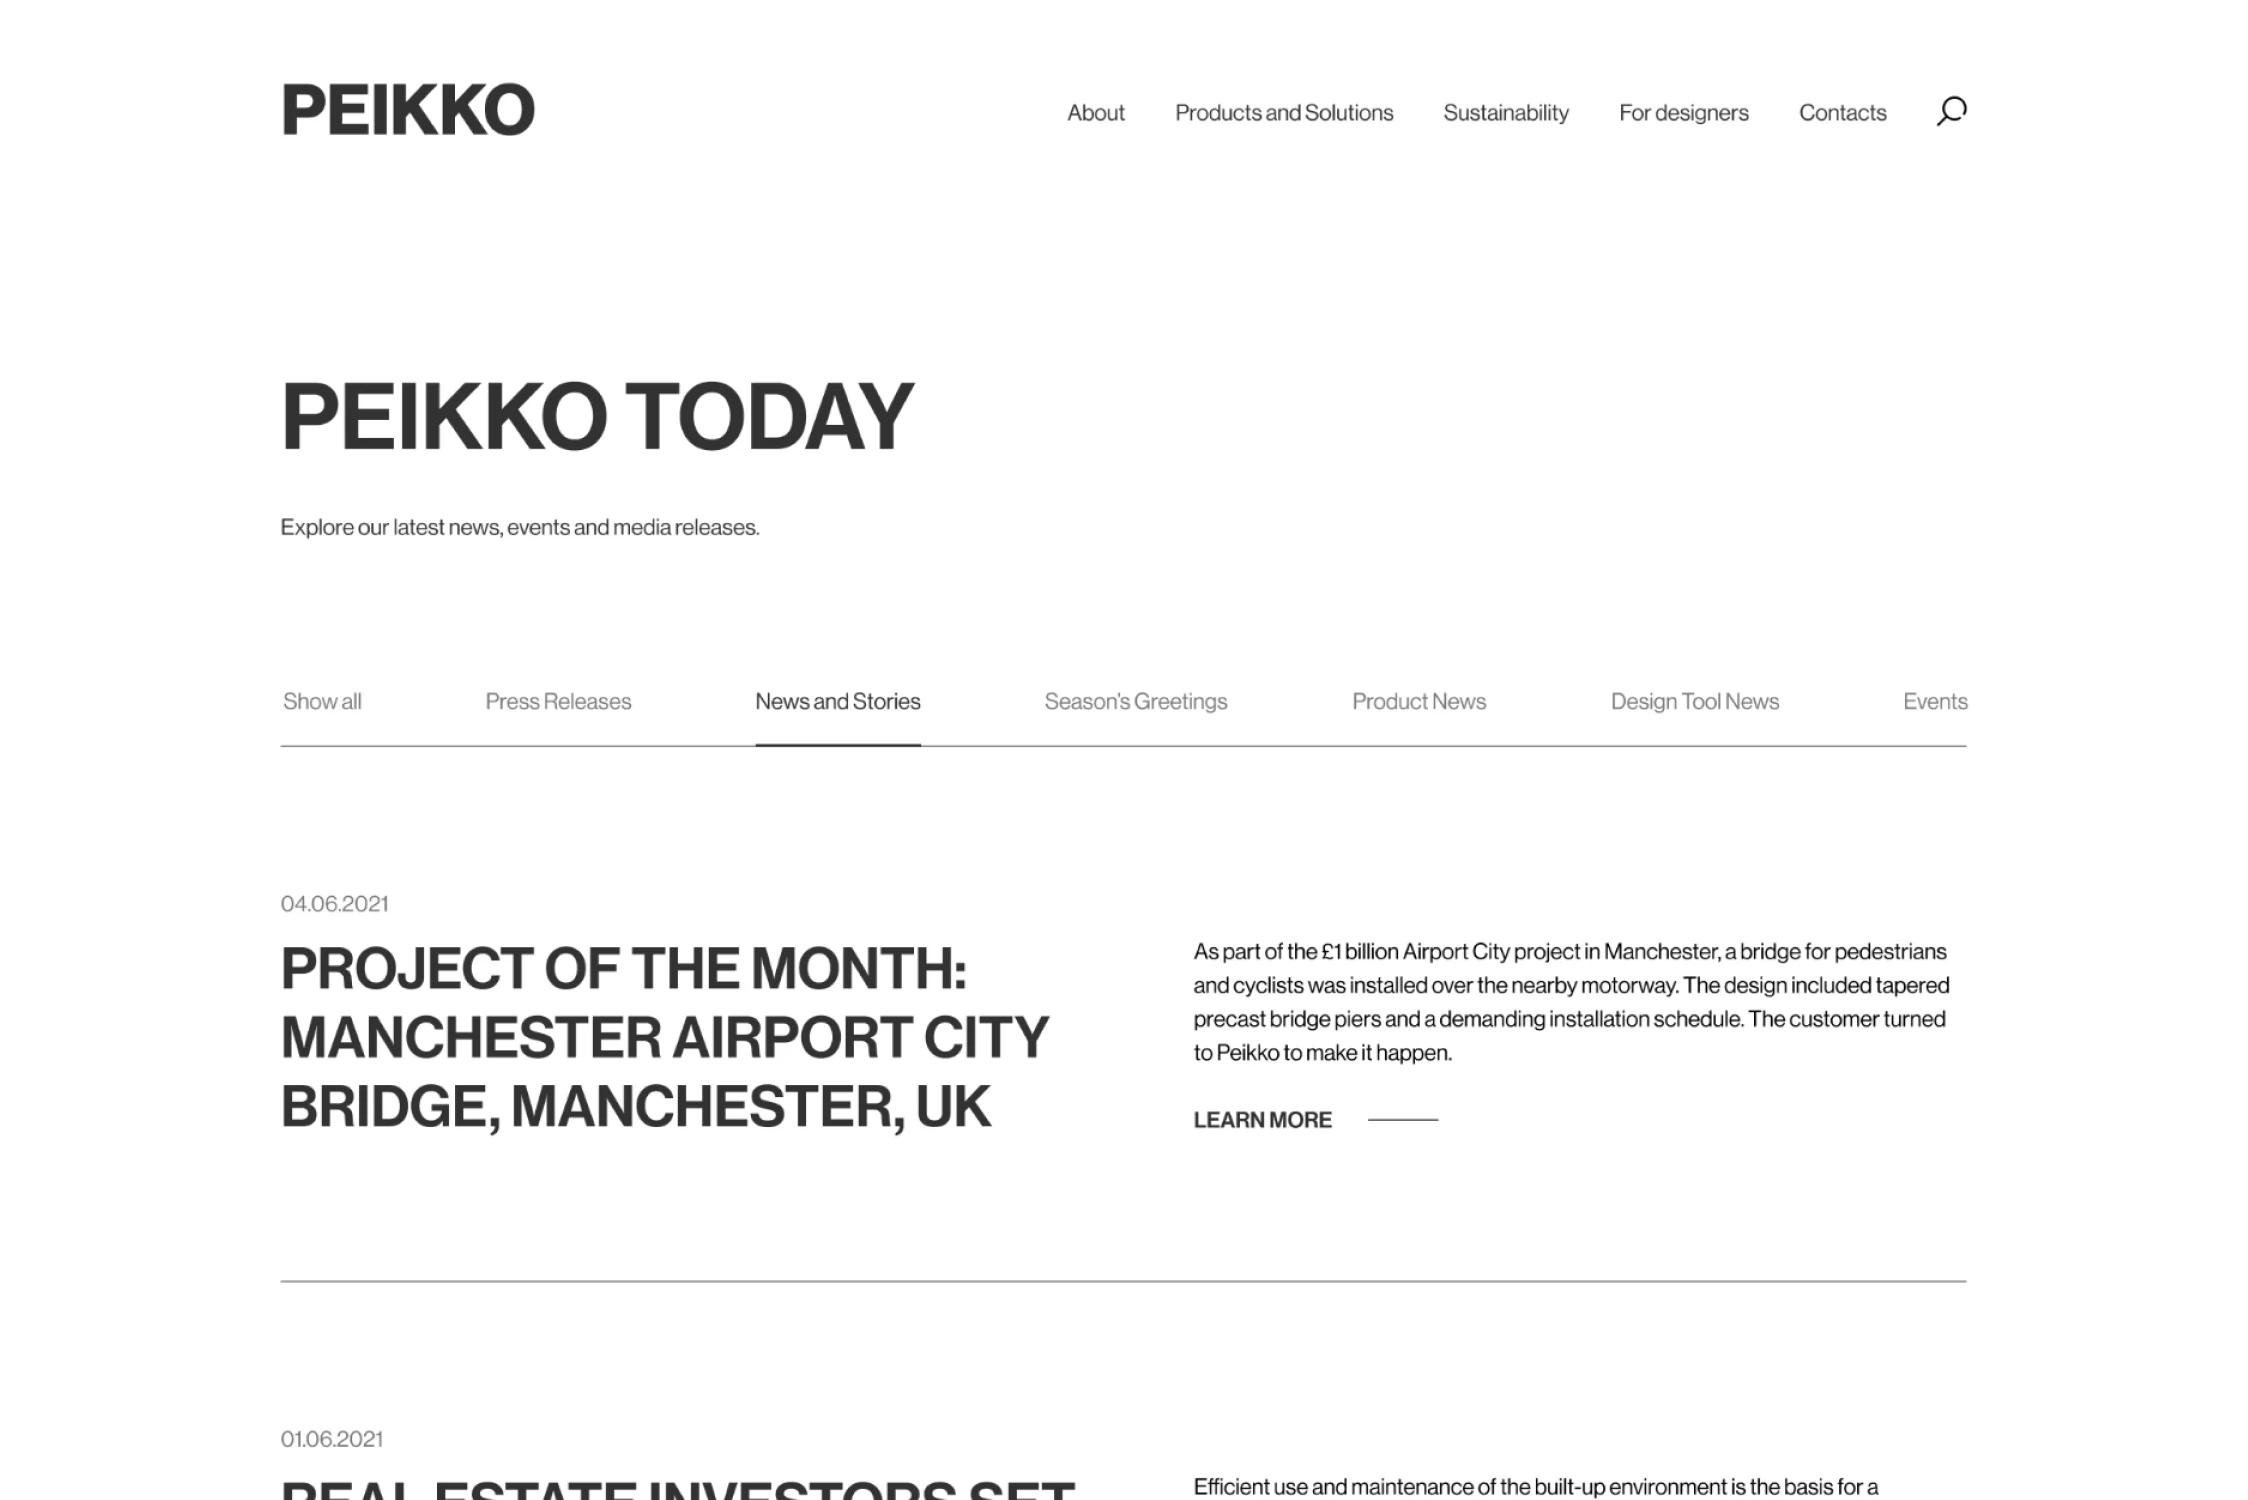 PEIKKO
About Products and Solutions Sustainability For designers Contacts
PEIKKO TODAY
Explore our latest news, events and media releases.
Show all Press Releases News and Stories Season's Greetings Product News Design Tool News Events
04.06.2021
PROJECT OF THE MONTH:
MANCHESTER AIRPORT CITY
BRIDGE, MANCHESTER, UK
As part of the £1 billion Airport City project in Manchester, a bridge for pedestrians
and cyclists was installed over the nearby motorway. The design included tapered
precast bridge piers and a demanding installation schedule. The customer turned
to Peikko to make it happen.
LEARN MORE
01.06.2021
REAL ESTATE INVESTORS SET
Efficient use and maintenance of the built-up environment is the basis for a